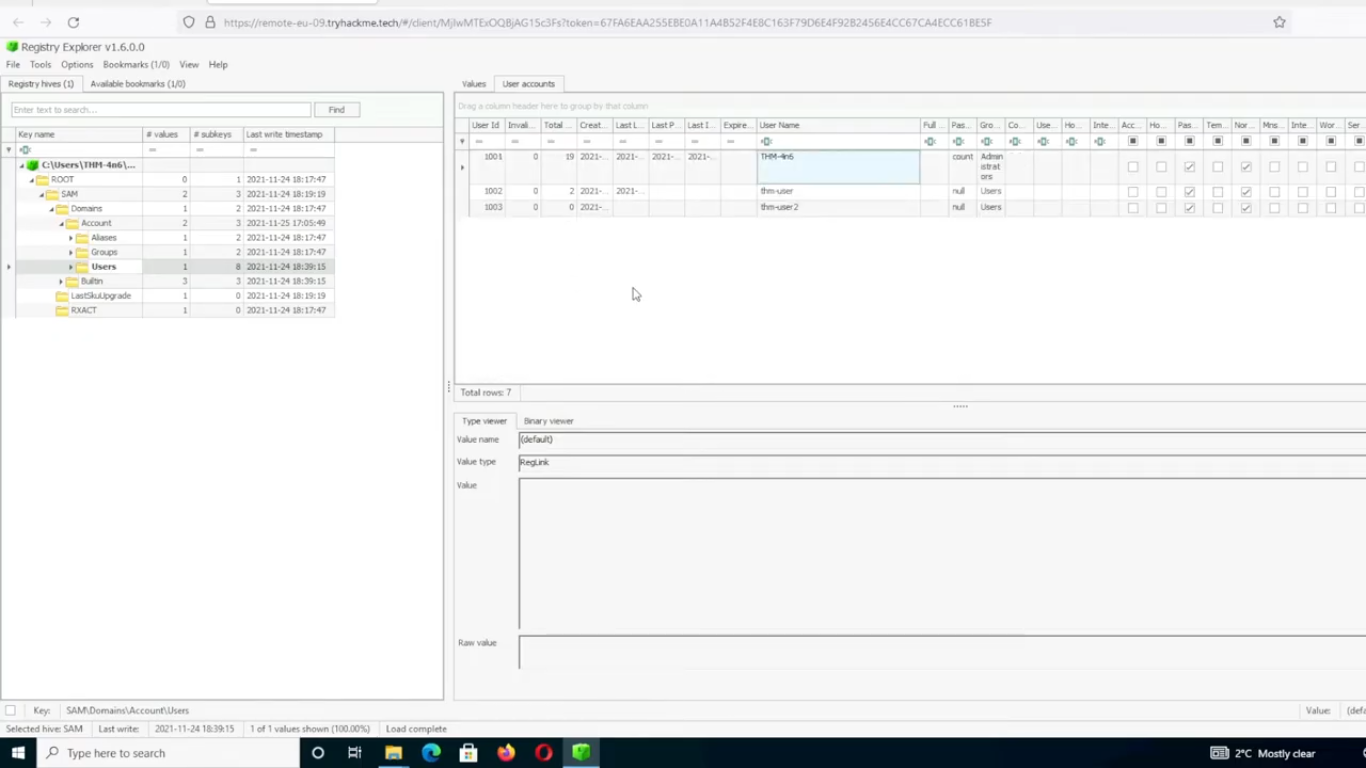 https://remote-eu-09.tryhackme.tech/#/client/MjIwMTExOQBjAG15c3Fs?token=67FA6EAA255EBE0A11A4B52F4E8C163F79D6E4F92B2456E4CC67CA4ECC61BE5F
Registry Explorer v1.6.0.0
File Tools Options Bookmarks (1/0) View Help
Registry hives (1) Available bookmarks (1/0)
Values User accounts
Enter text to search... Find
Drag a column header here to group by that column
Key name # values # subkeys Last write timestamp
User Id Invali... Total ... Creat... Last L... Last P... Last I... Expire... User Name Full ... Pas... Gro... Co... Use... Ho... Inte... Acc... Ho... Pas... Tem... Nor... Mns... Inte... Wor... Ser...
C:\Users\THM-4n6\...
ROOT 0 1 2021-11-24 18:17:47
SAM 2 3 2021-11-24 18:19:19
Domains 1 2 2021-11-24 18:17:47
Account 2 3 2021-11-25 17:05:49
Aliases 1 2 2021-11-24 18:17:47
Groups 1 2 2021-11-24 18:17:47
Users 1 8 2021-11-24 18:39:15
Builtin 3 3 2021-11-24 18:39:15
LastSkuUpgrade 1 0 2021-11-24 18:19:19
RXACT 1 0 2021-11-24 18:17:47
1001 0 19 2021-... 2021-... 2021-... 2021-... THM-4n6 count Admin
istrat
ors
1002 0 2 2021-... 2021-... thm-user null Users
1003 0 0 2021-... thm-user2 null Users
Total rows: 7
Type viewer Binary viewer
Value name (default)
Value type RegLink
Value
Raw value
Key: SAM\Domains\Account\Users
Value: (defa
Selected hive: SAM Last write: 2021-11-24 18:39:15 1 of 1 values shown (100.00%) Load complete
Type here to search
2°C Mostly clear